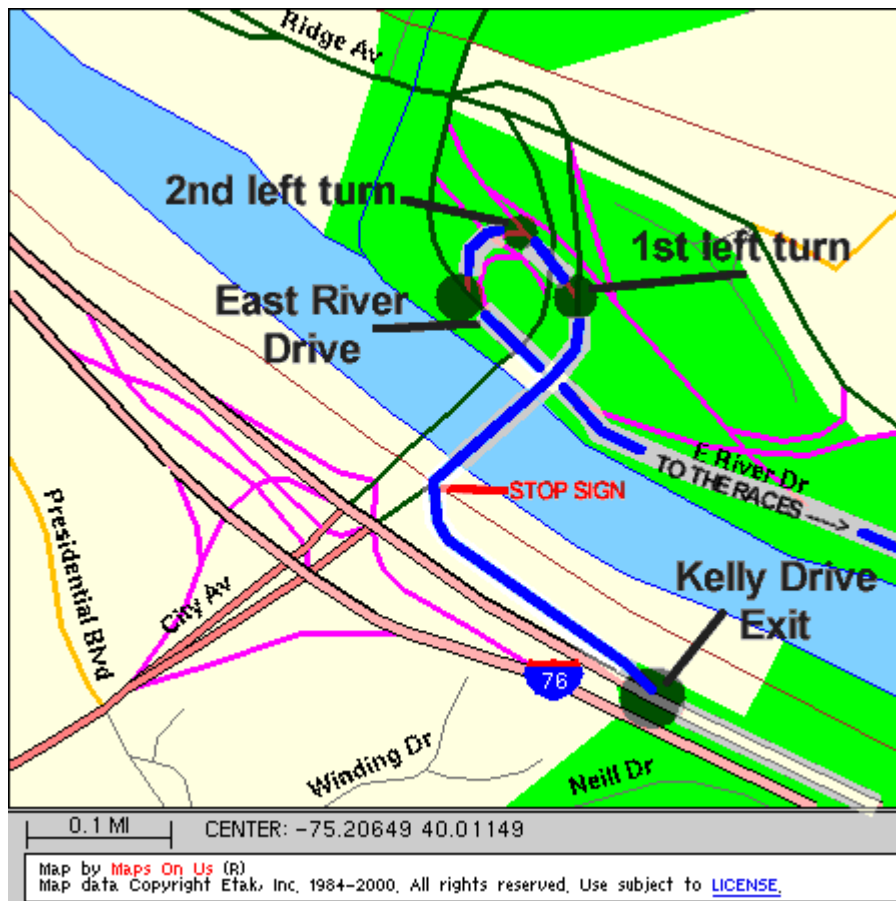 Ridge Av
2nd left turn
1st left turn
East River
Drive
E River Dr
TO THE RACES ---->
STOP SIGN
Presidential Blvd
City Av
Kelly Drive
Exit
76
Winding Dr
Neill Dr
0.1 MI
CENTER: -75.20649 40.01149
Map by Maps On Us (R)
Map data Copyright Etak, Inc. 1984-2000. All rights reserved. Use subject to LICENSE.